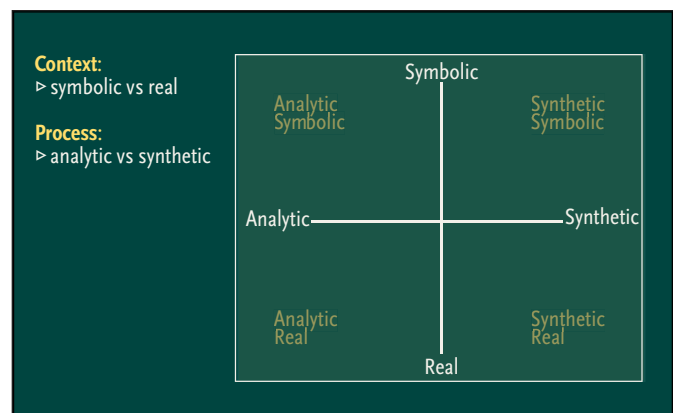 Context:
▹ symbolic vs real
Process:
▹ analytic vs synthetic
Symbolic
Analytic
Symbolic
Synthetic
Symbolic
Analytic
Synthetic
Analytic
Real
Synthetic
Real
Real